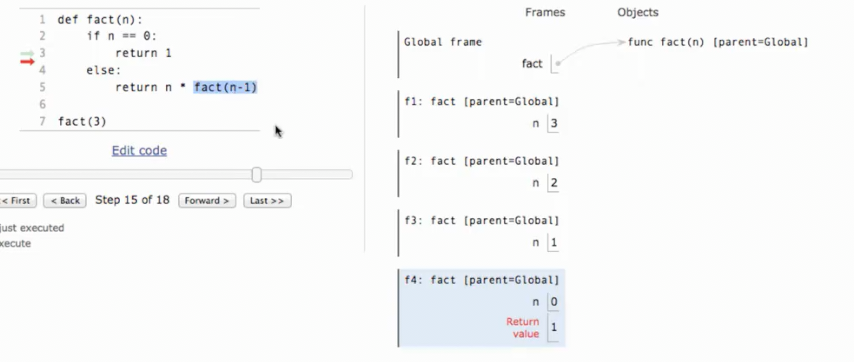 Frames Objects
1 def fact(n):
2 if n == 0:
3 return 1
4 else:
5 return n * fact(n-1)
6
7 fact(3)
Edit code
< First < Back Step 15 of 18 Forward > Last >>
just executed
xecute
Global frame
fact
func fact(n) [parent=Global]
f1: fact [parent=Global]
n 3
f2: fact [parent=Global]
n 2
f3: fact [parent=Global]
n 1
f4: fact [parent=Global]
n 0
Return
value 1